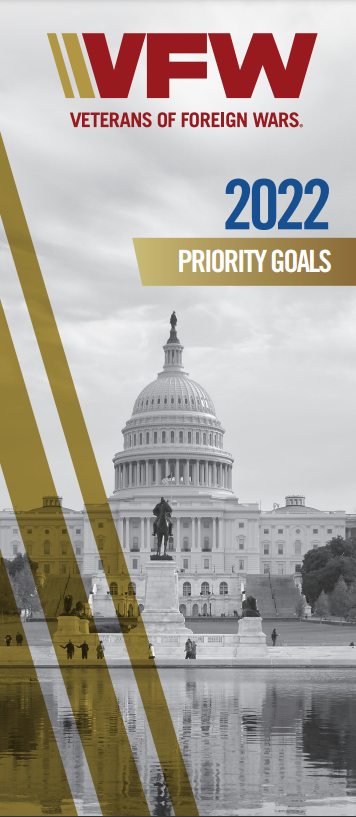 VFW
VETERANS OF FOREIGN WARS.
2022
PRIORITY GOALS